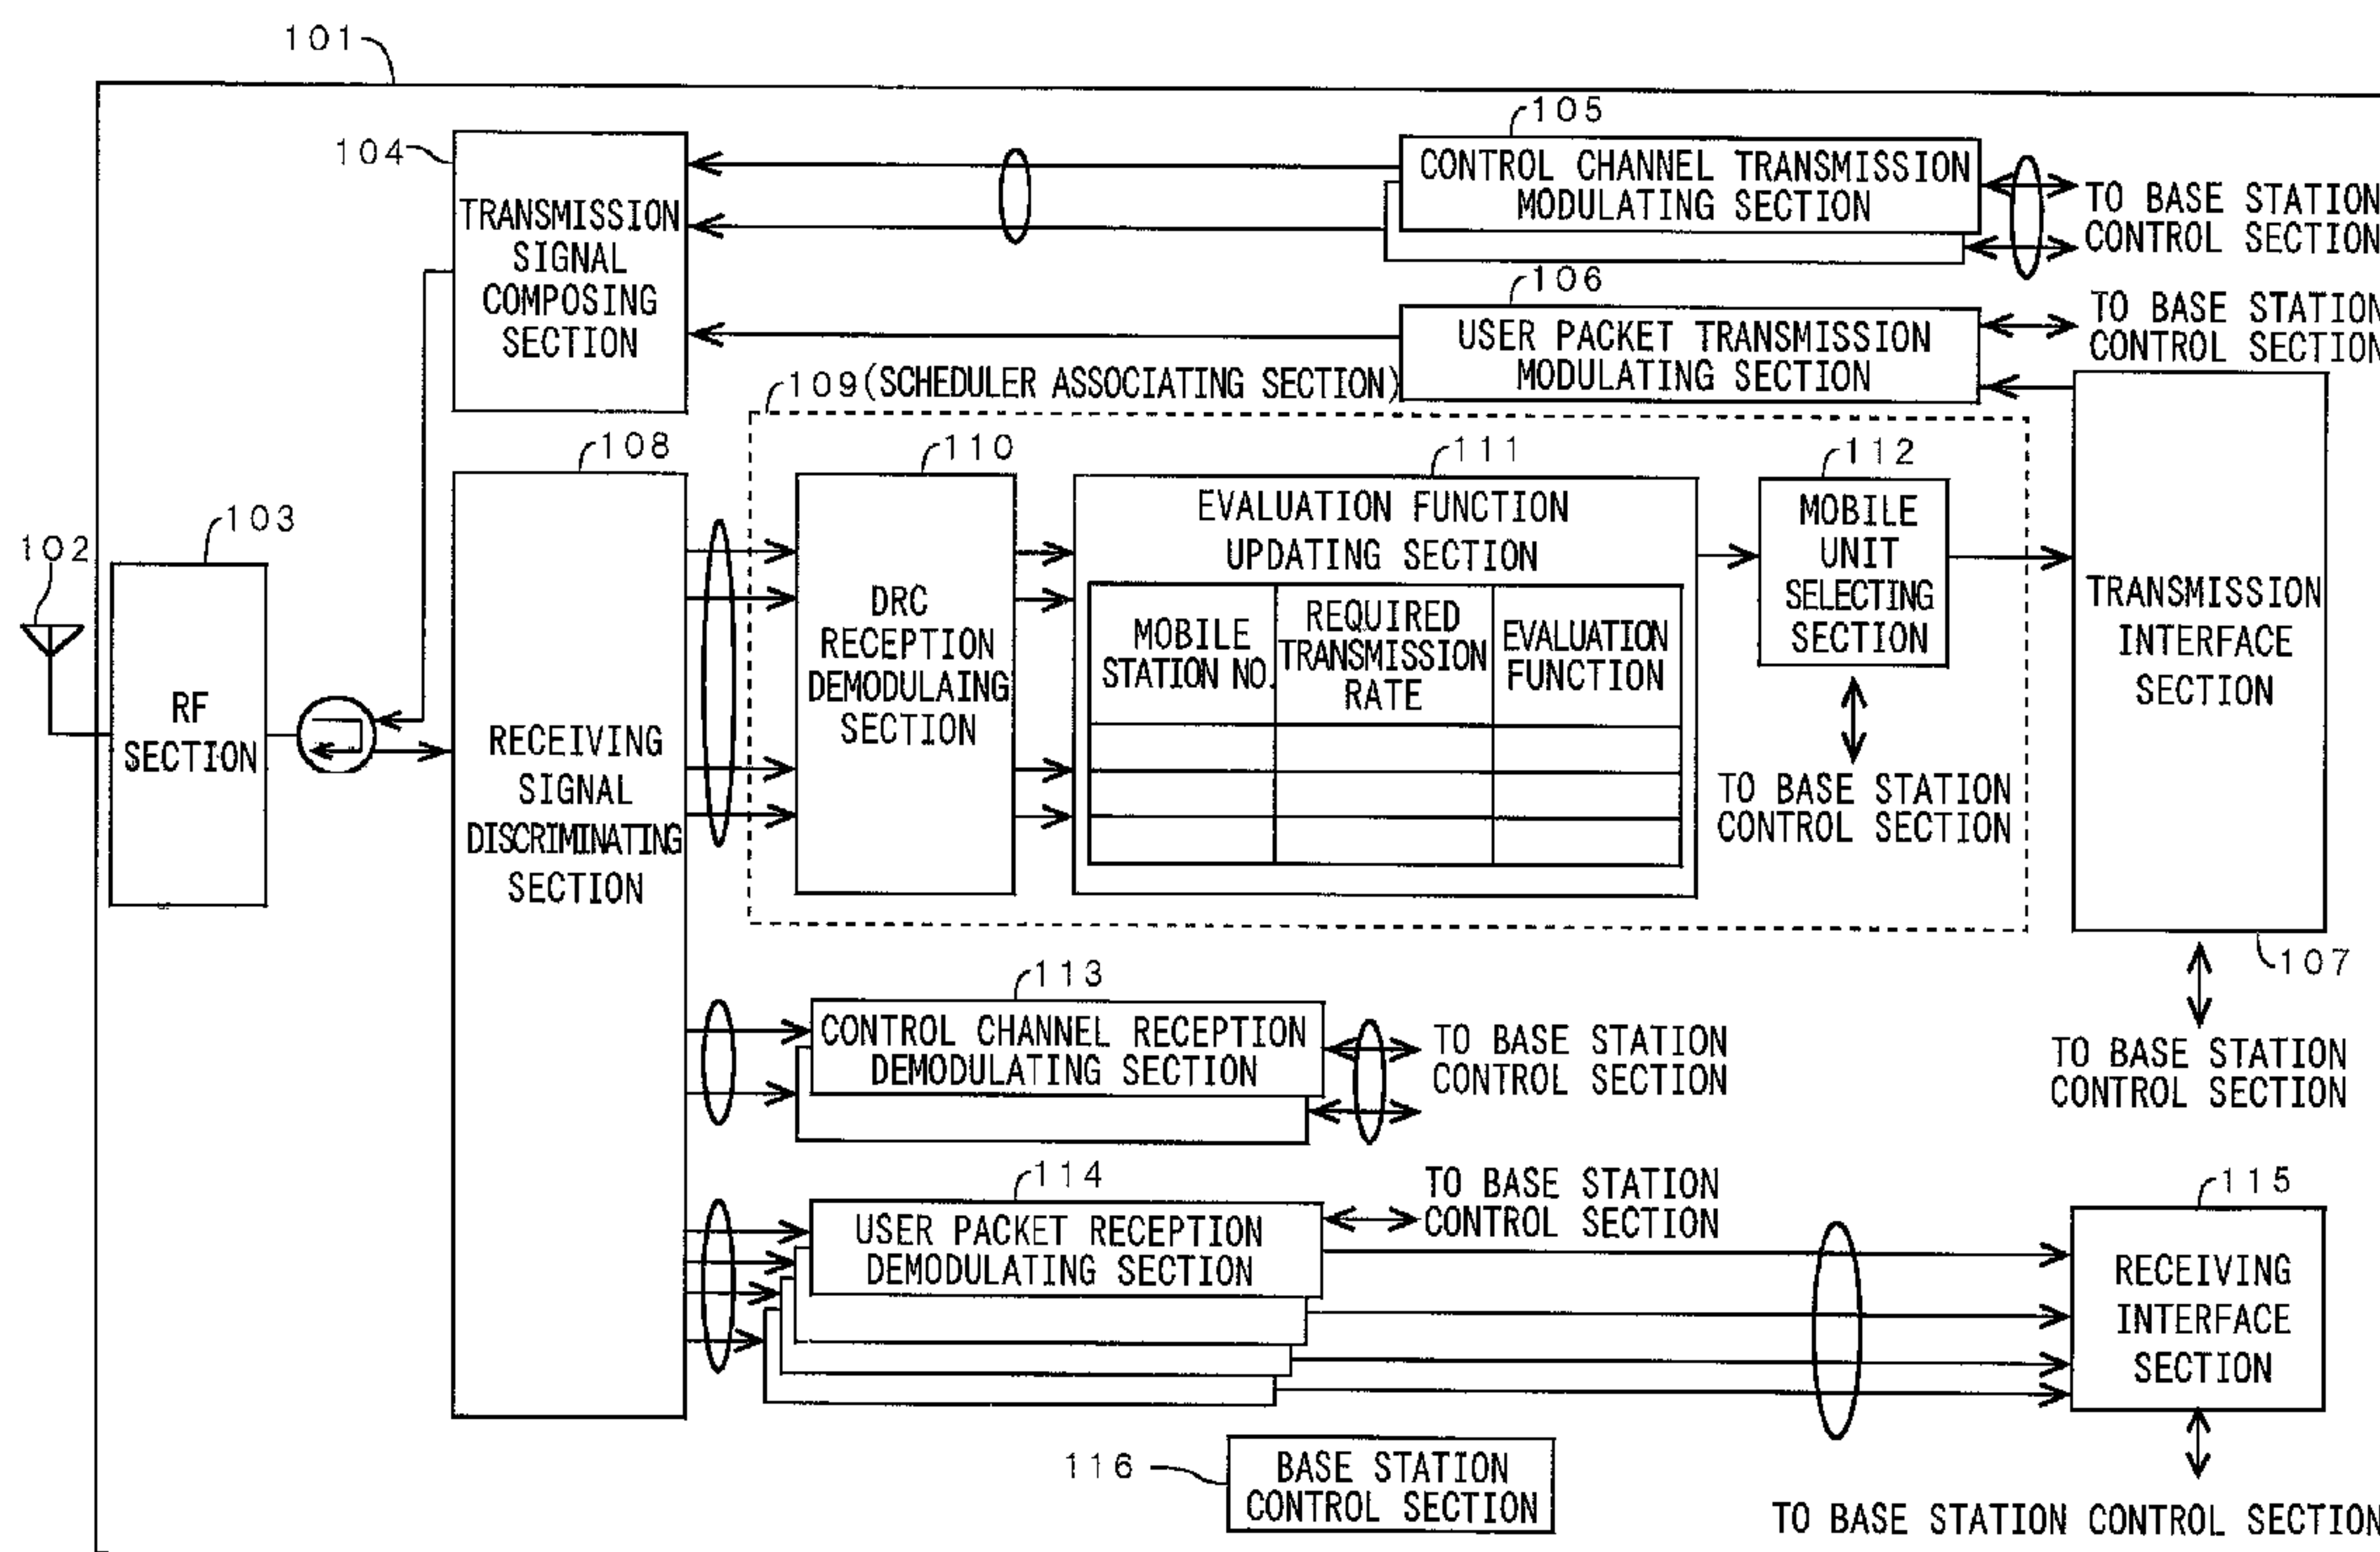 101
105
104
CONTROL CHANNEL TRANSMISSION
MODULATING SECTION
TO BASE STATION
CONTROL SECTION
TRANSMISSION
SIGNAL
COMPOSING
SECTION
106
USER PACKET TRANSMISSION
MODULATING SECTION
TO BASE STATION
CONTROL SECTION
109 (SCHEDULER ASSOCIATING SECTION)
108
110
111
112
103
102
RF
SECTION
RECEIVING
SIGNAL
DISCRIMINATING
SECTION
DRC
RECEPTION
DEMODULAING
SECTION
EVALUATION FUNCTION
UPDATING SECTION
MOBILE
STATION NO.
REQUIRED
TRANSMISSION
RATE
EVALUATION
FUNCTION
MOBILE
UNIT
SELECTING
SECTION
TO BASE STATION
CONTROL SECTION
TRANSMISSION
INTERFACE
SECTION
107
TO BASE STATION
CONTROL SECTION
113
CONTROL CHANNEL RECEPTION
DEMODULATING SECTION
TO BASE STATION
CONTROL SECTION
114
USER PACKET RECEPTION
DEMODULATING SECTION
TO BASE STATION
CONTROL SECTION
115
RECEIVING
INTERFACE
SECTION
116
BASE STATION
CONTROL SECTION
TO BASE STATION CONTROL SECTION